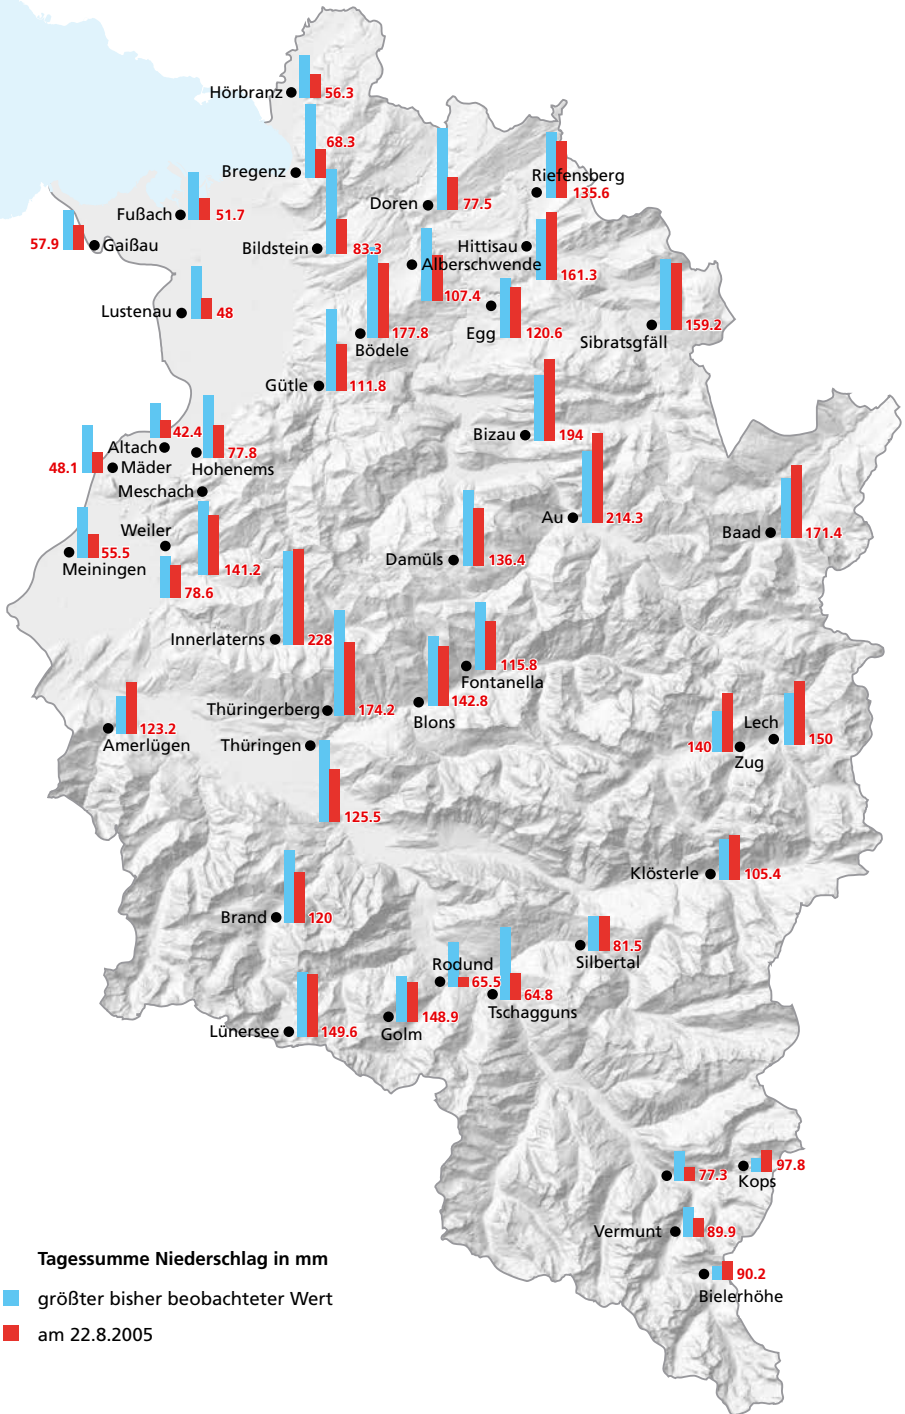 Hörbranz
56.3
68.3
Bregenz
Riefensberg
135.6
Doren
77.5
Fußach
51.7
57.9
Gaißau
Bildstein
83.3
Hittisau
Alberschwende
161.3
107.4
Lustenau
48
Egg
120.6
177.8
Bödele
159.2
Sibratsgfäll
Gütle
111.8
42.4
Altach
77.8
Hohenems
48.1
Mäder
Meschach
Bizau
194
Au
214.3
Baad
171.4
Weiler
55.5
Meiningen
141.2
78.6
Damüls
136.4
Innerlaterns
228
115.8
Fontanella
Thüringerberg
174.2
142.8
Blons
123.2
Amerlügen
Thüringen
125.5
Lech
150
140
Zug
Klösterle
105.4
Brand
120
81.5
Silbertal
Rodund
65.5
64.8
Tschagguns
Lünersee
149.6
148.9
Golm
77.3
97.8
Kops
Vermunt
89.9
90.2
Bielerhöhe
Tagessumme Niederschlag in mm
größter bisher beobachteter Wert
am 22.8.2005